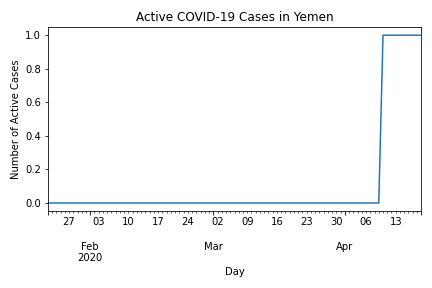 Active COVID-19 Cases in Yemen
1.0
0.8
0.6
0.4
0.2
0.0
Number of Active Cases
27 03 10 17 24 02 09 16 23 30 06 13
Feb Mar Apr
2020
Day